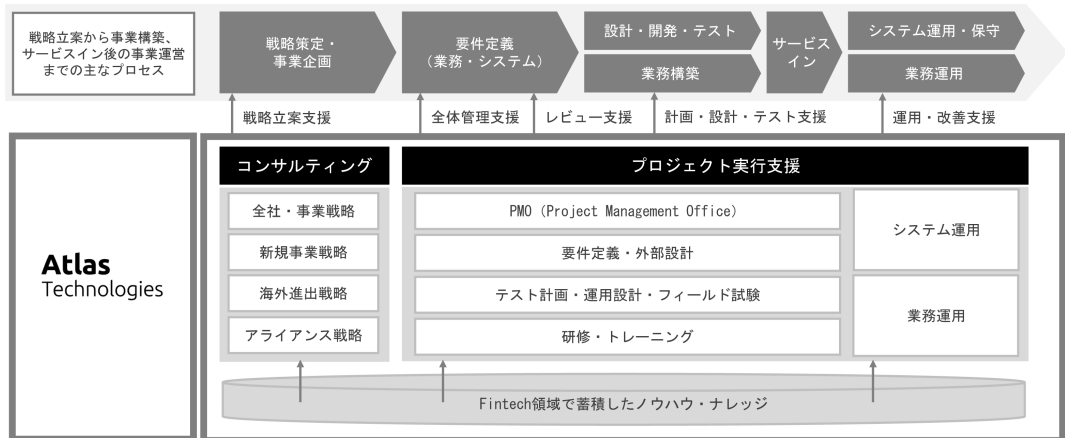 戦略立案から事業構築、
サービスイン後の事業運営
までの主なプロセス
戦略策定・
事業企画
要件定義
(業務・システム)
設計・開発・テスト
業務構築
サービス
イン
システム運用・保守
業務運用
戦略立案支援
全体管理支援
レビュー支援
計画・設計・テスト支援
運用・改善支援
Atlas
Technologies
コンサルティング
全社・事業戦略
新規事業戦略
海外進出戦略
アライアンス戦略
プロジェクト実行支援
PMO (Project Management Office)
要件定義・外部設計
テスト計画・運用設計・フィールド試験
研修・トレーニング
システム運用
業務運用
Fintech領域で蓄積したノウハウ・ナレッジ